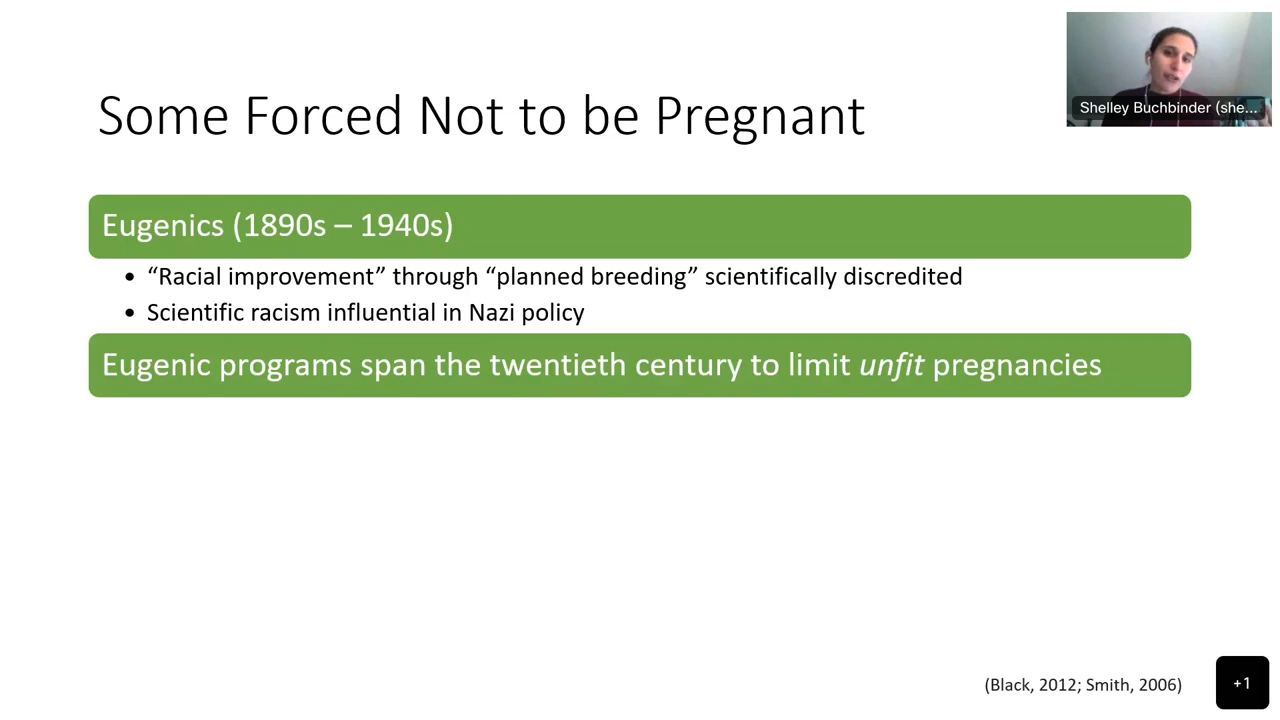 Shelley Buchbinder (she...
Some Forced Not to be Pregnant
Eugenics (1890s – 1940s)
• “Racial improvement” through “planned breeding” scientifically discredited
• Scientific racism influential in Nazi policy
Eugenic programs span the twentieth century to limit unfit pregnancies
(Black, 2012; Smith, 2006)
+1